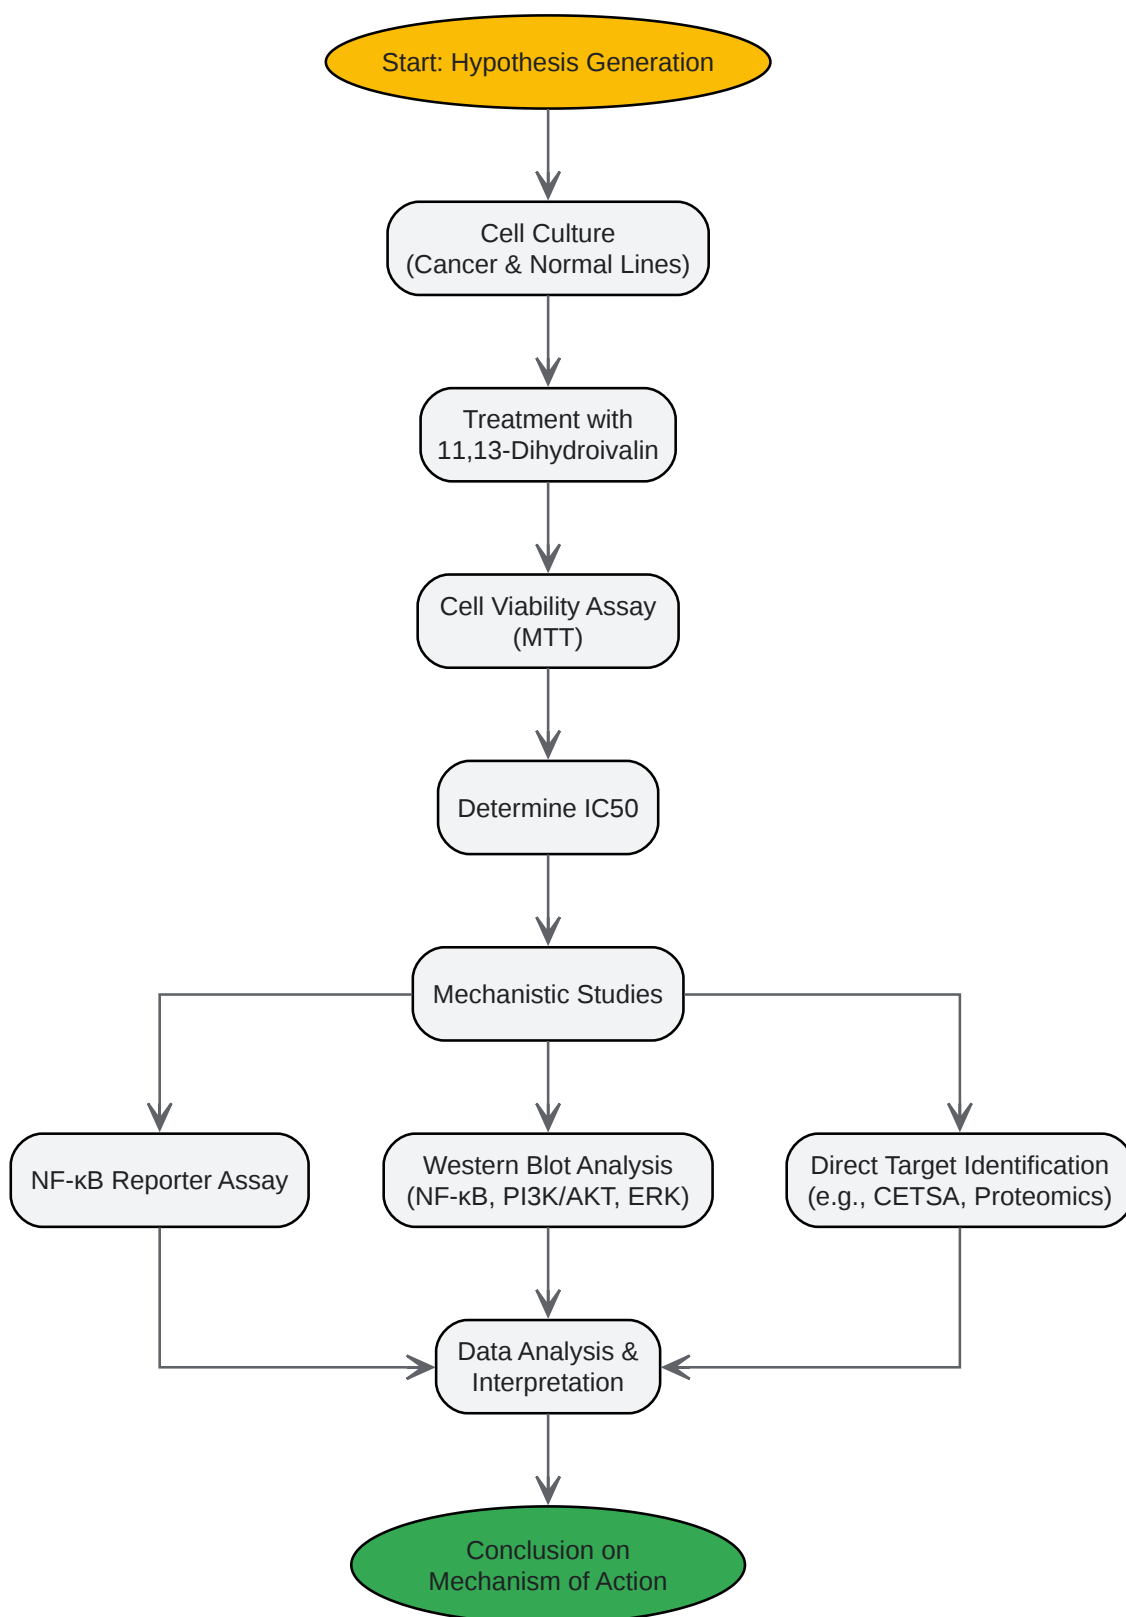 Start: Hypothesis Generation
Cell Culture
(Cancer & Normal Lines)
Treatment with
11,13-Dihydroivalin
Cell Viability Assay
(MTT)
Determine IC50
Mechanistic Studies
NF-κB Reporter Assay
Western Blot Analysis
(NF-κB, PI3K/AKT, ERK)
Direct Target Identification
(e.g., CETSA, Proteomics)
Data Analysis &
Interpretation
Conclusion on
Mechanism of Action